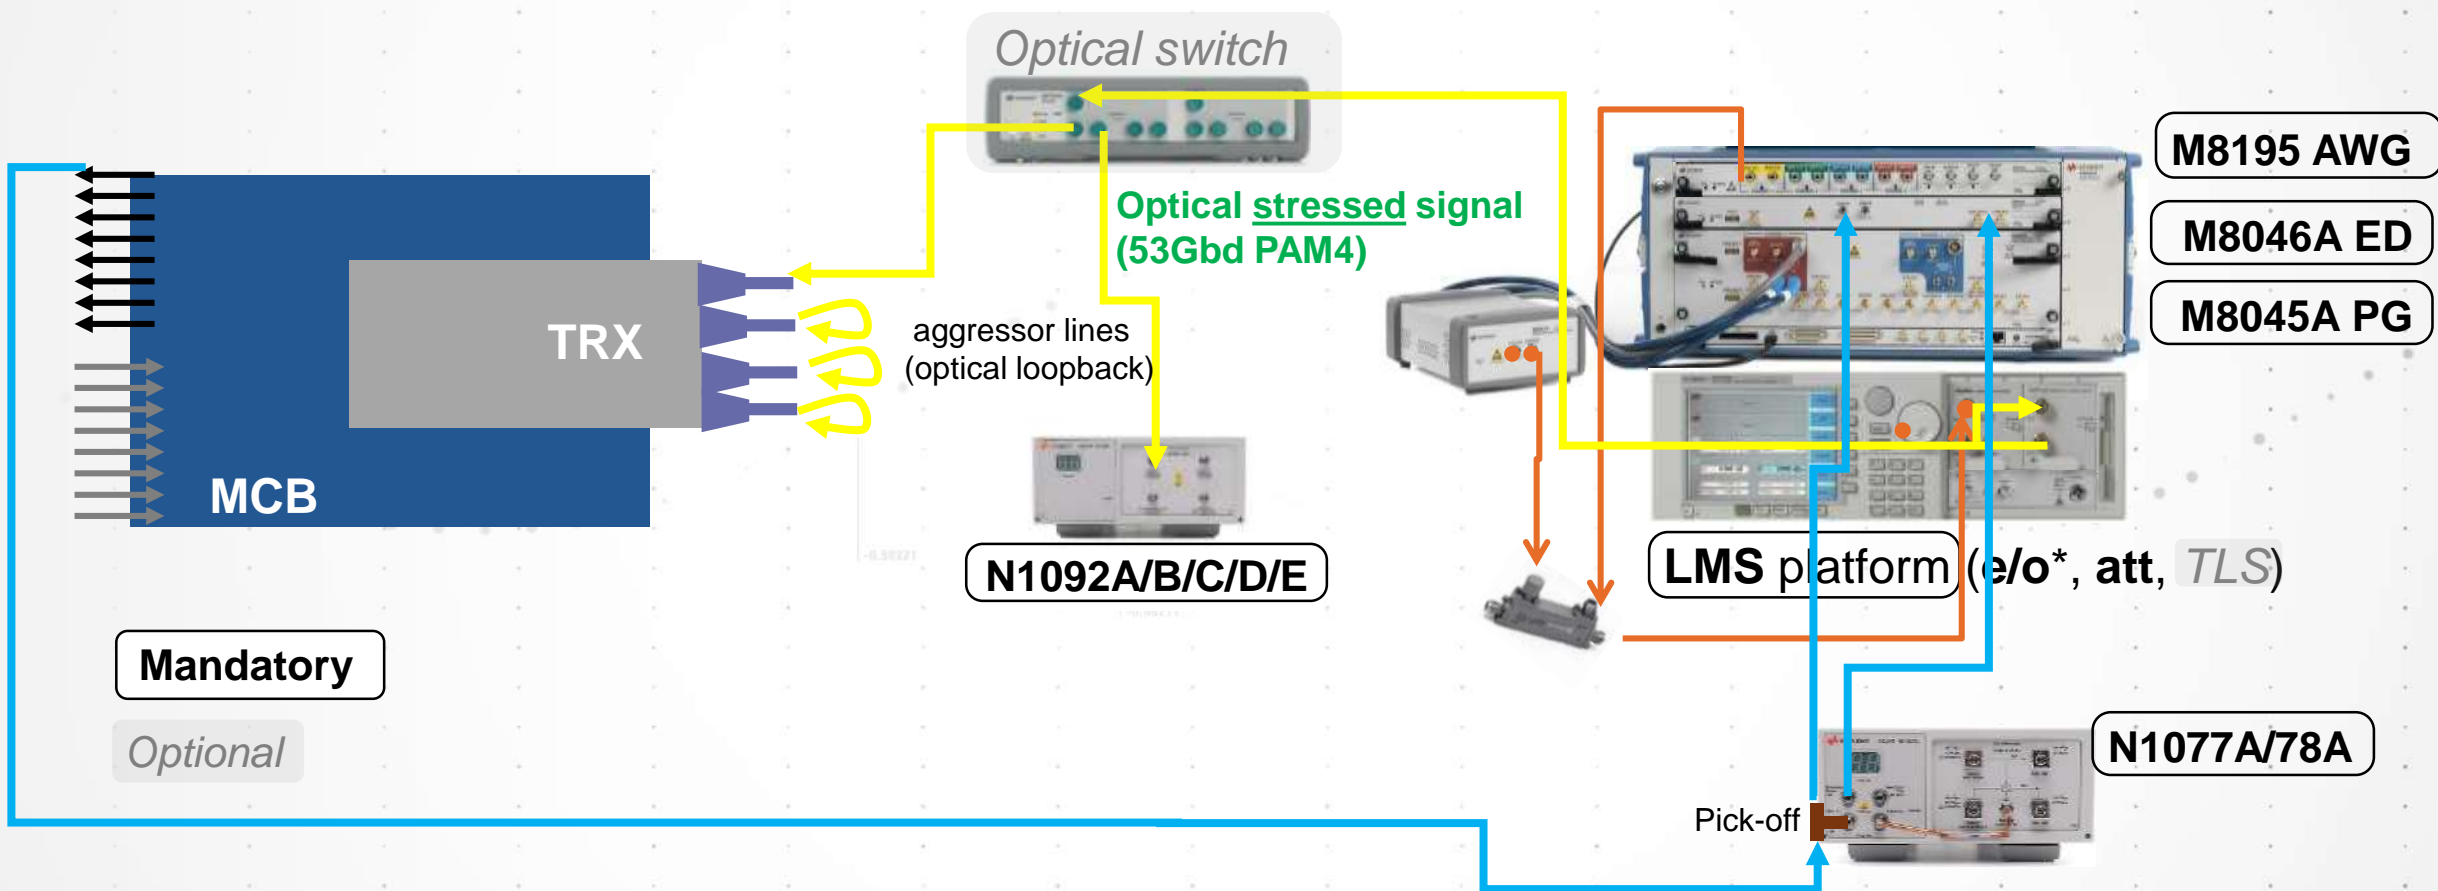 Optical switch
M8195 AWG
M8046A ED
M8045A PG
Optical stressed signal
(53Gbd PAM4)
TRX
aggressor lines
(optical loopback)
MCB
N1092A/B/C/D/E
LMS platform (e/o*, att, TLS)
Mandatory
Optional
N1077A/78A
Pick-off